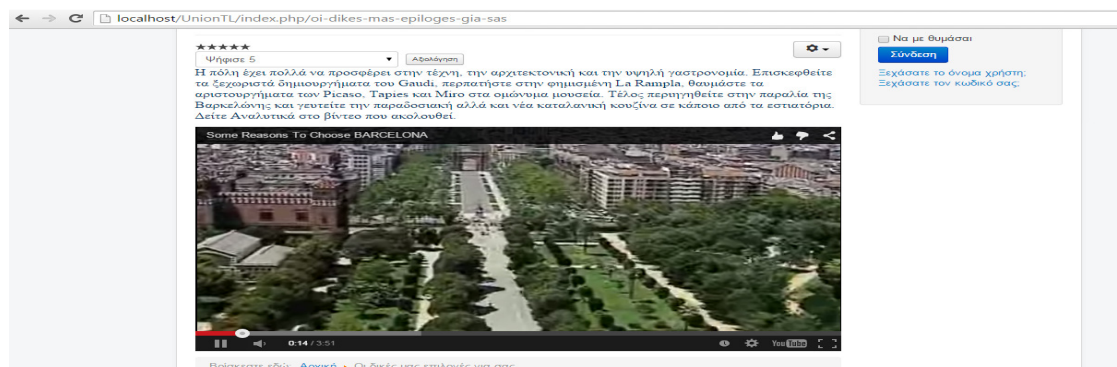 localhost/UnionTL/index.php/oi-dikes-mas-epiloges-gia-sas
Ψήφισε 5
Αξιολόγηση
Η πόλη έχει πολλά να προσφέρει στην τέχνη, την αρχιτεκτονική και την υψηλή γαστρονομία. Επισκεφθείτε
τα ξεχοριστά δημιουργήματα του Gaudi, περπατήστε στην φημισμένη La Rampla, θαυμάστε τα
αριστουργήματα τον Picaso, Tapies και Miro στα ομώνυμα μουσεία. Τέλος περιηγηθείτε στην παραλία της
Βαρκελώνης και γευτείτε την παραδοσιακή αλλά και νέα καταλανική κουζίνα σε κάποιο από τα εστιατόρια.
Δείτε Αναλυτικά στο βίντεο που ακολουθεί.
Some Reasons To Choose BARCELONA
0:14 / 3:51
You Tube
Βρίσκεστε εδώ: Αρχική Οι δικές μας επιλογές για σας
Να με θυμάσαι
Σύνδεση
Ξεχάσατε το όνομα χρήστη;
Ξεχάσατε τον κωδικό σας;